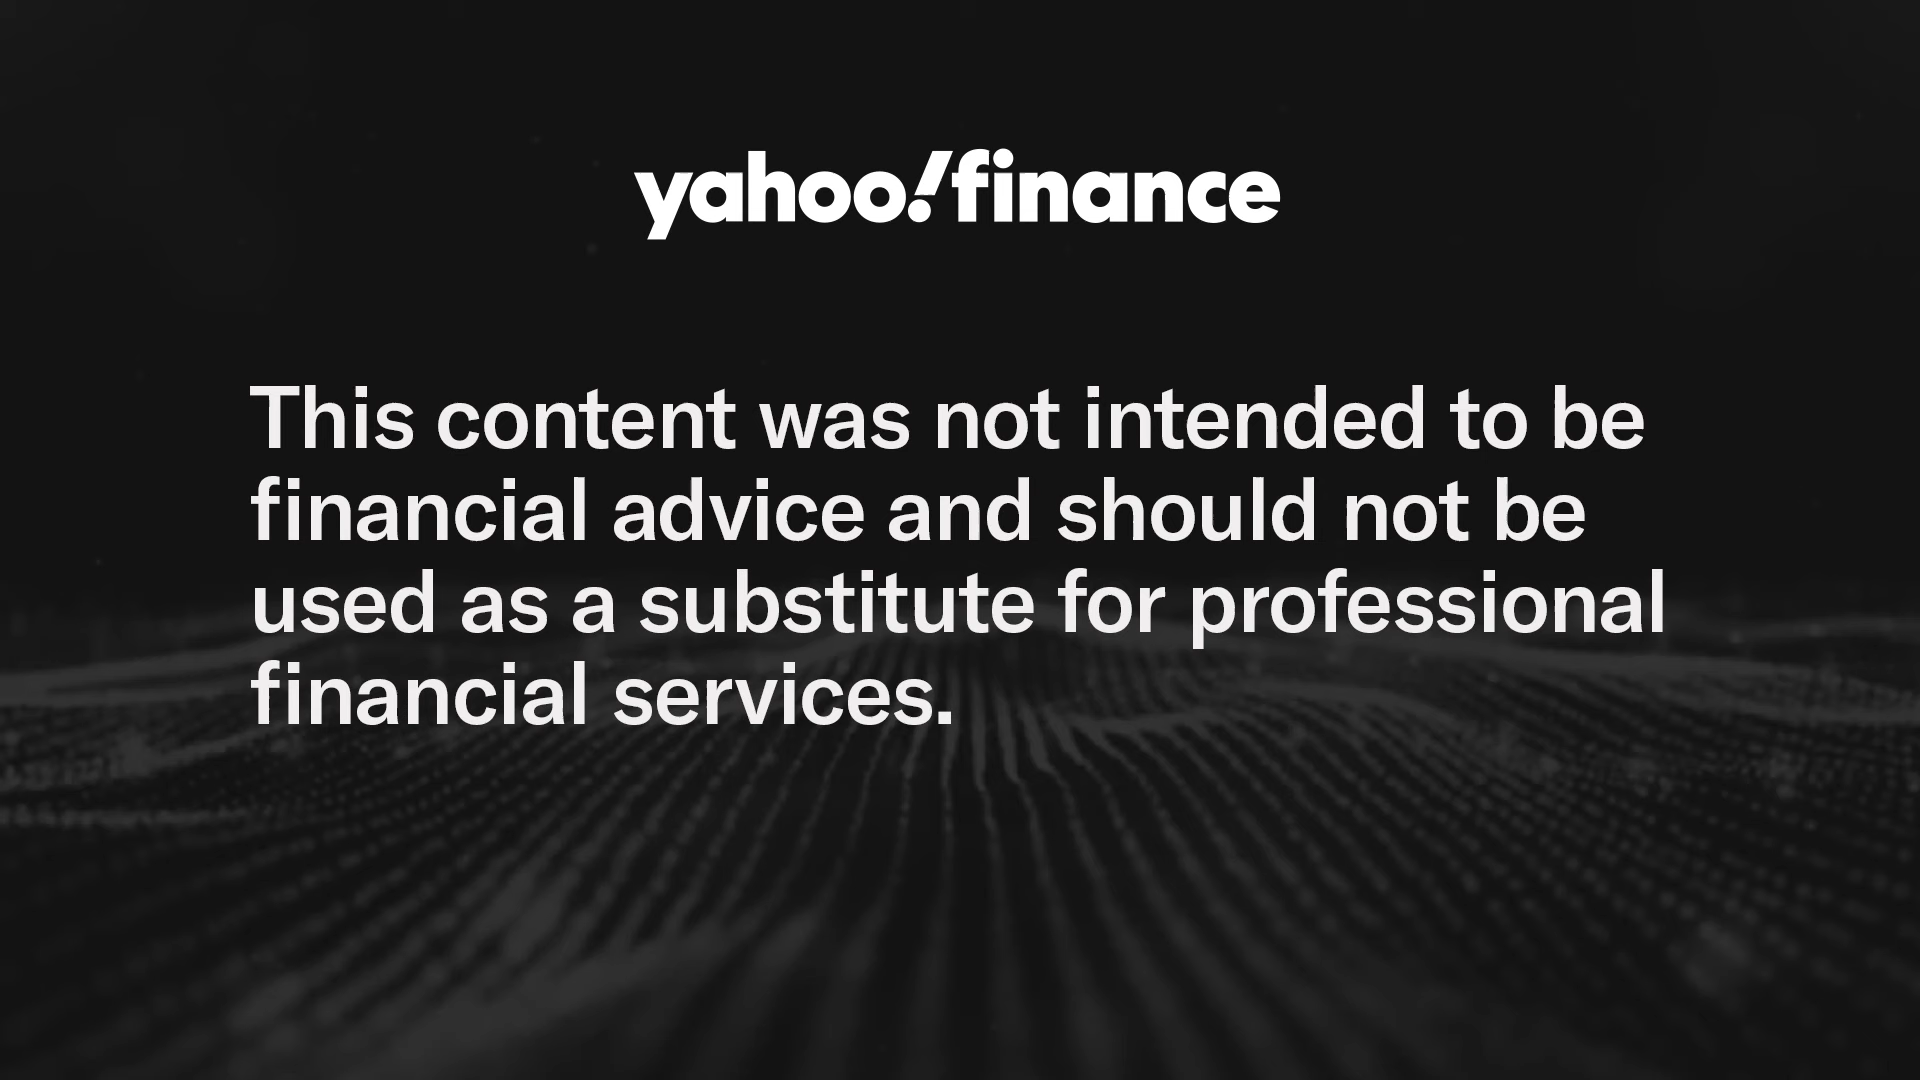 yahoo!finance
This content was not intended to be
financial advice and should not be
used as a substitute for professional
financial services.